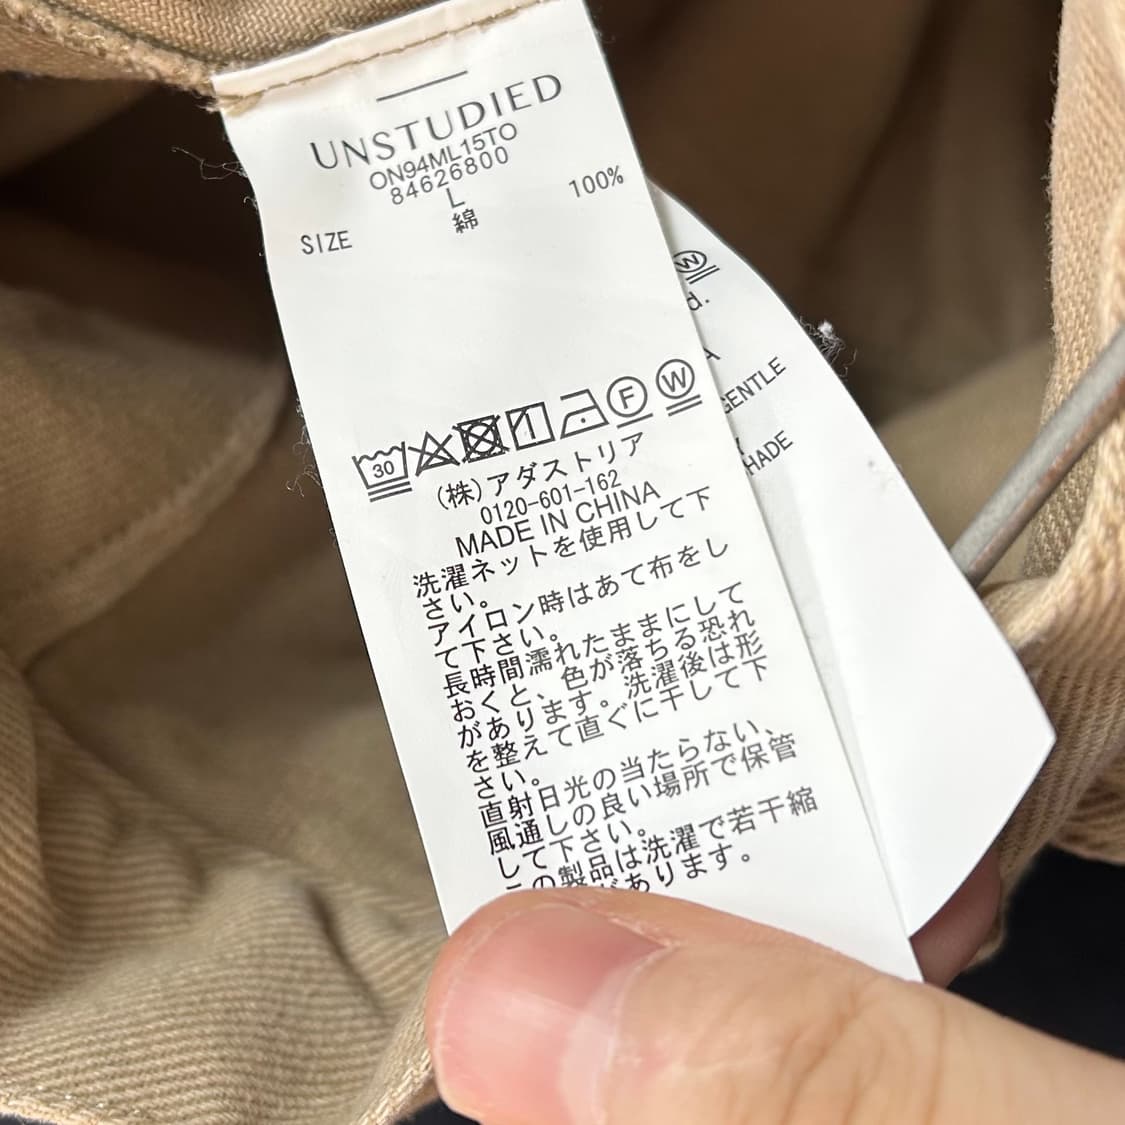 UNSTUDIED
ON94ML15TO
84626800
SIZE L
綿 100%
30 F W
(株)アダストリア
0120-601-162
MADE IN CHINA
洗濯ネットを使用して下
さい。
アイロン時はあて布をし
て下さい。
長時間濡れたままにして
おくと、色が落ちる恐れ
があります。洗濯後は形
を整えて直ぐに干して下
さい。
直射日光の当たらない、
風通しの良い場所で保管
して下さい。
この製品は洗濯で若干縮
があります。
W
d.
A
GENTLE
HADE